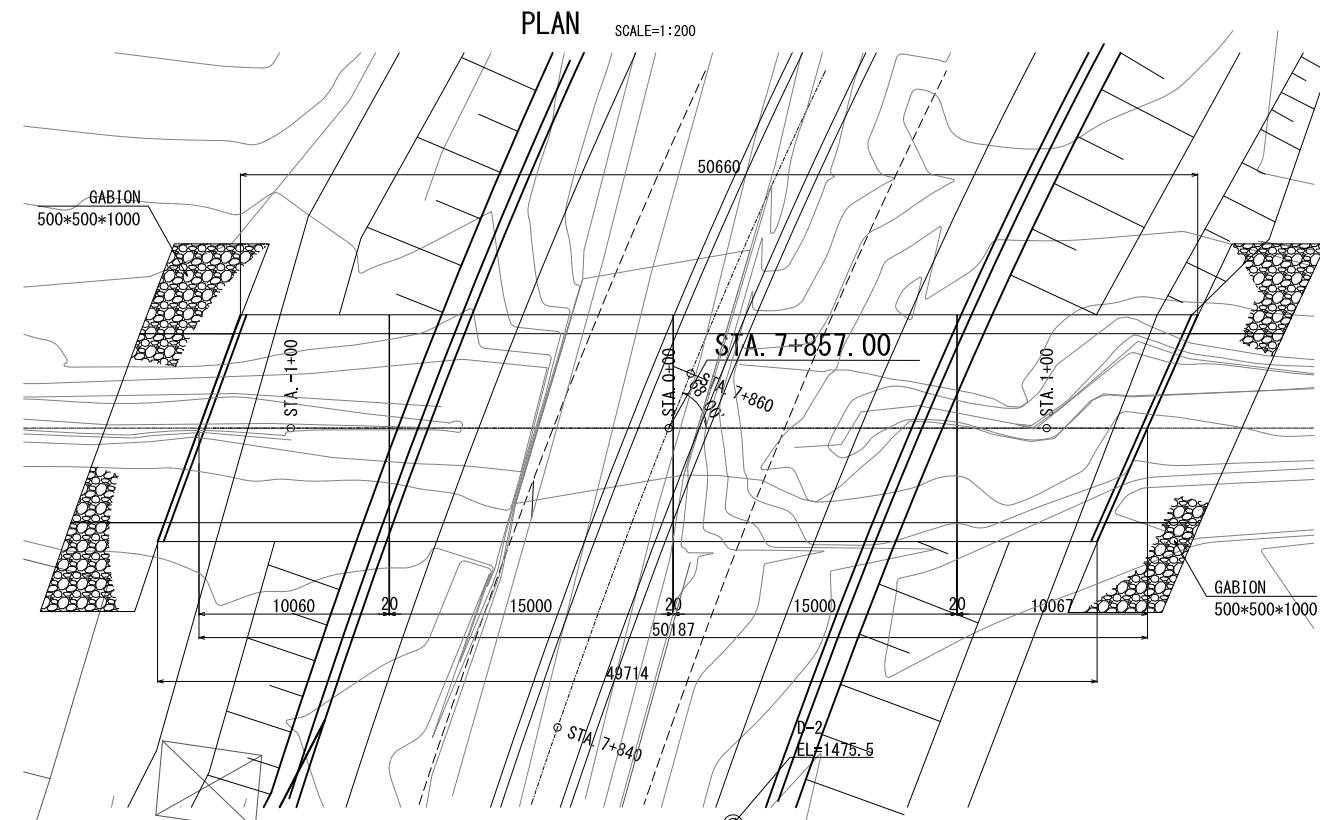 PLAN SCALE=1:200
50660
GABION
500*500*1000
STA. 7+857.00
STA. -1+00
STA. 0+00
STA. 1+00
STA. 7+860
68.00'
10060
20
15000
20
15000
20
10067
GABION
500*500*1000
50187
49714
STA. 7+840
D-2
EL=1475.5